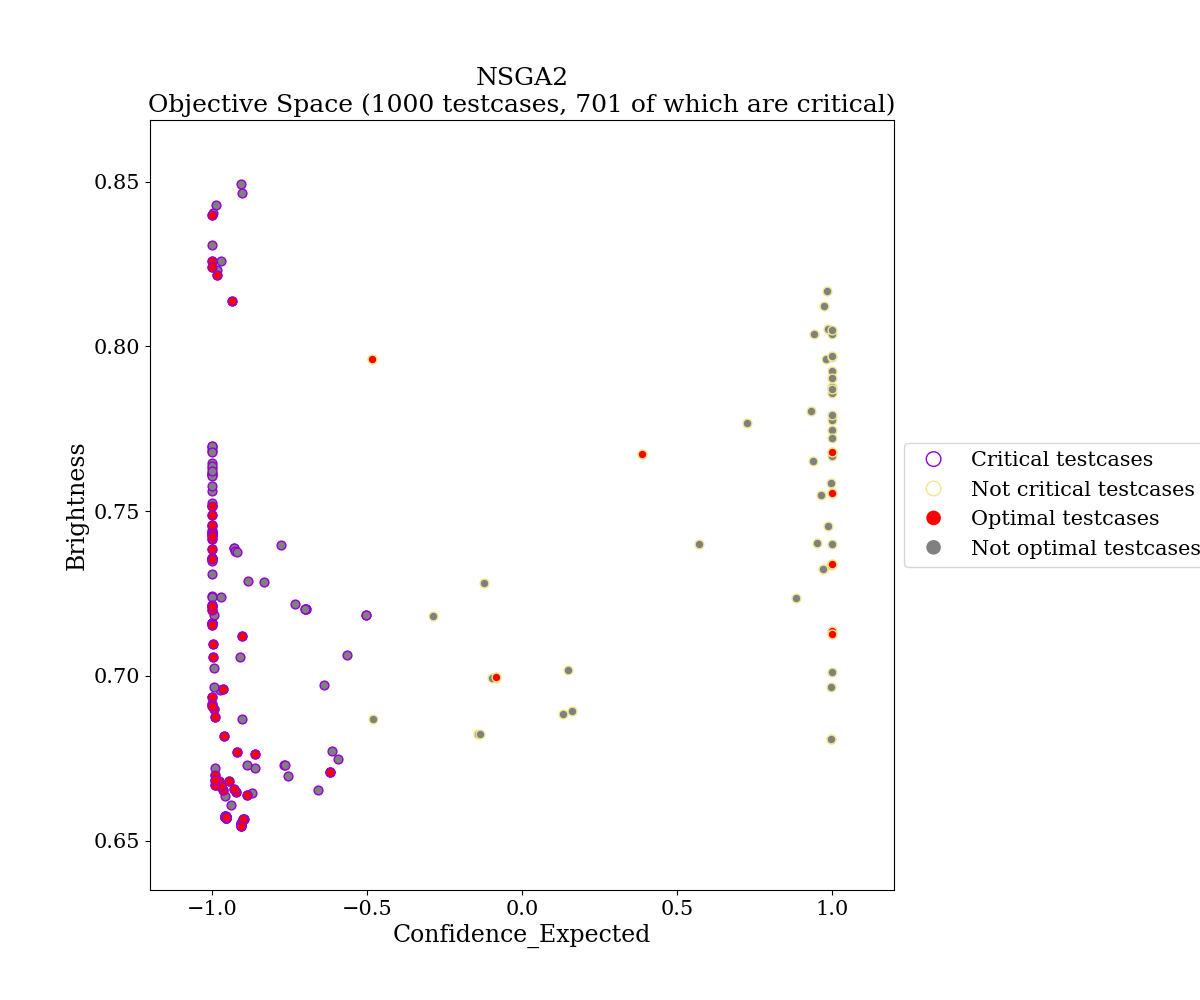 NSGA2
Objective Space (1000 testcases, 701 of which are critical)
0.85
0.80
0.75
0.70
0.65
Brightness
−1.0
−0.5
0.0
0.5
1.0
Confidence_Expected
Critical testcases
Not critical testcases
Optimal testcases
Not optimal testcases